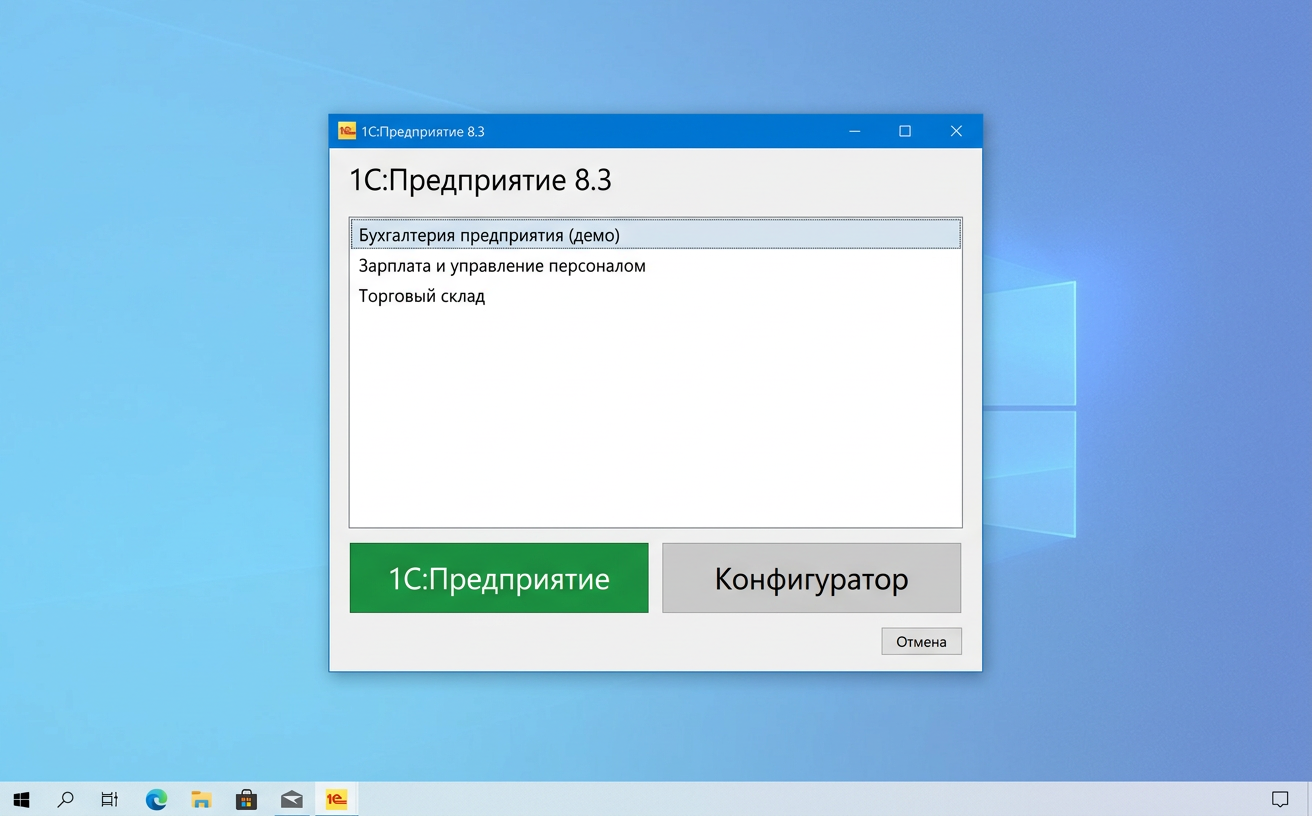 1С:Предприятие 8.3
1С:Предприятие 8.3
Бухгалтерия предприятия (демо)
Зарплата и управление персоналом
Торговый склад
1С:Предприятие
Конфигуратор
Отмена